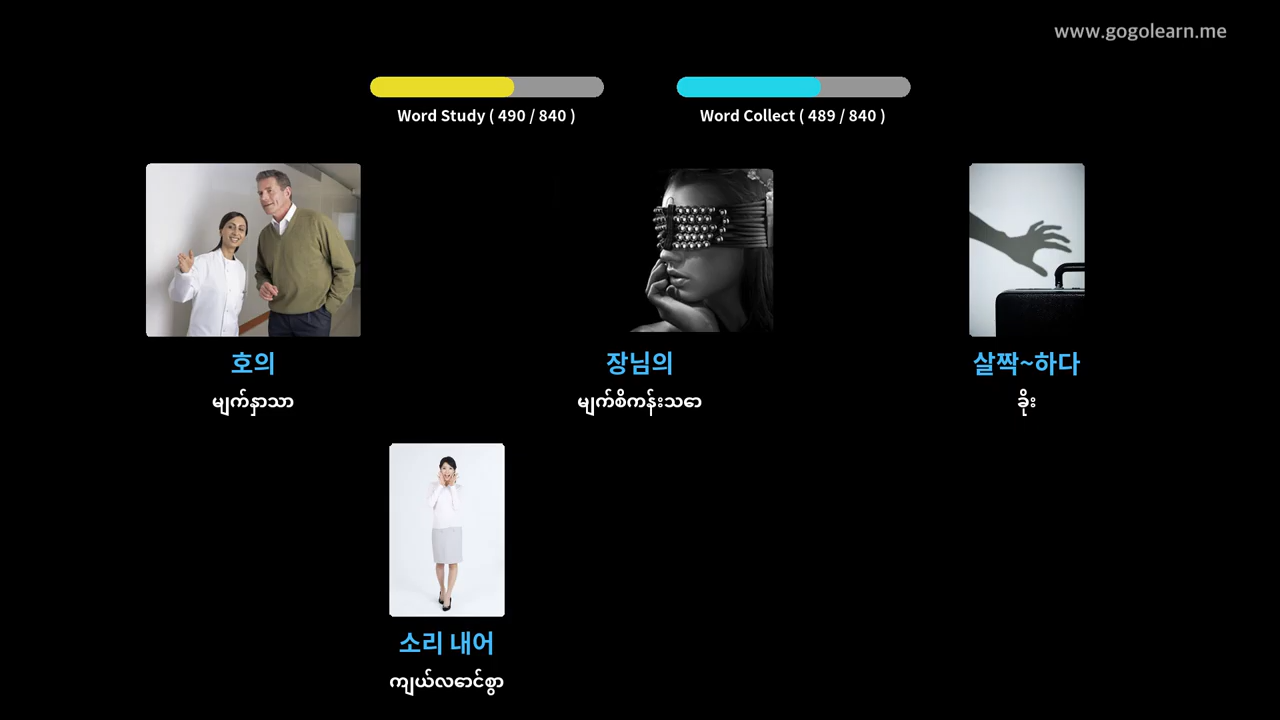 www.gogolearn.me
Word Study ( 490 / 840 )
Word Collect ( 489 / 840 )
호의
မျက်နှာသာ
장님의
မျက်စိကန်းသော
살짝~하다
ခိုး
소리 내어
ကျယ်လောင်စွာ